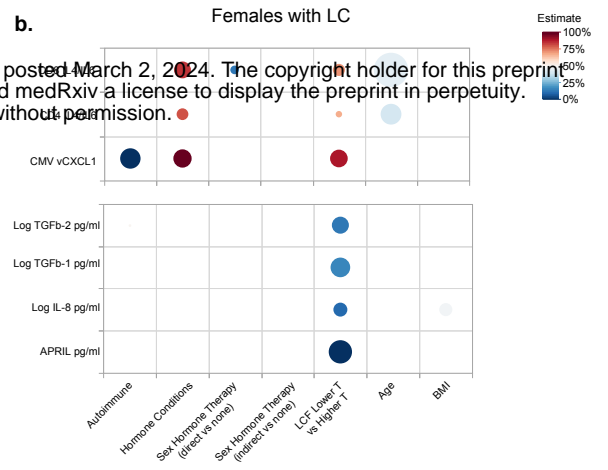 b.
Females with LC
Estimate
100%
75%
50%
25%
0%
posted March 2, 2024. The copyright holder for this preprint
d medRxiv a license to display the preprint in perpetuity.
without permission.
CMV vCXCL1
Log TGFb-2 pg/ml
Log TGFb-1 pg/ml
Log IL-8 pg/ml
APRIL pg/ml
Autoimmune
Hormone Conditions
Sex Hormone Therapy
(direct vs none)
Sex Hormone Therapy
(indirect vs none)
LCF Lower T
vs Higher T
Age
BMI